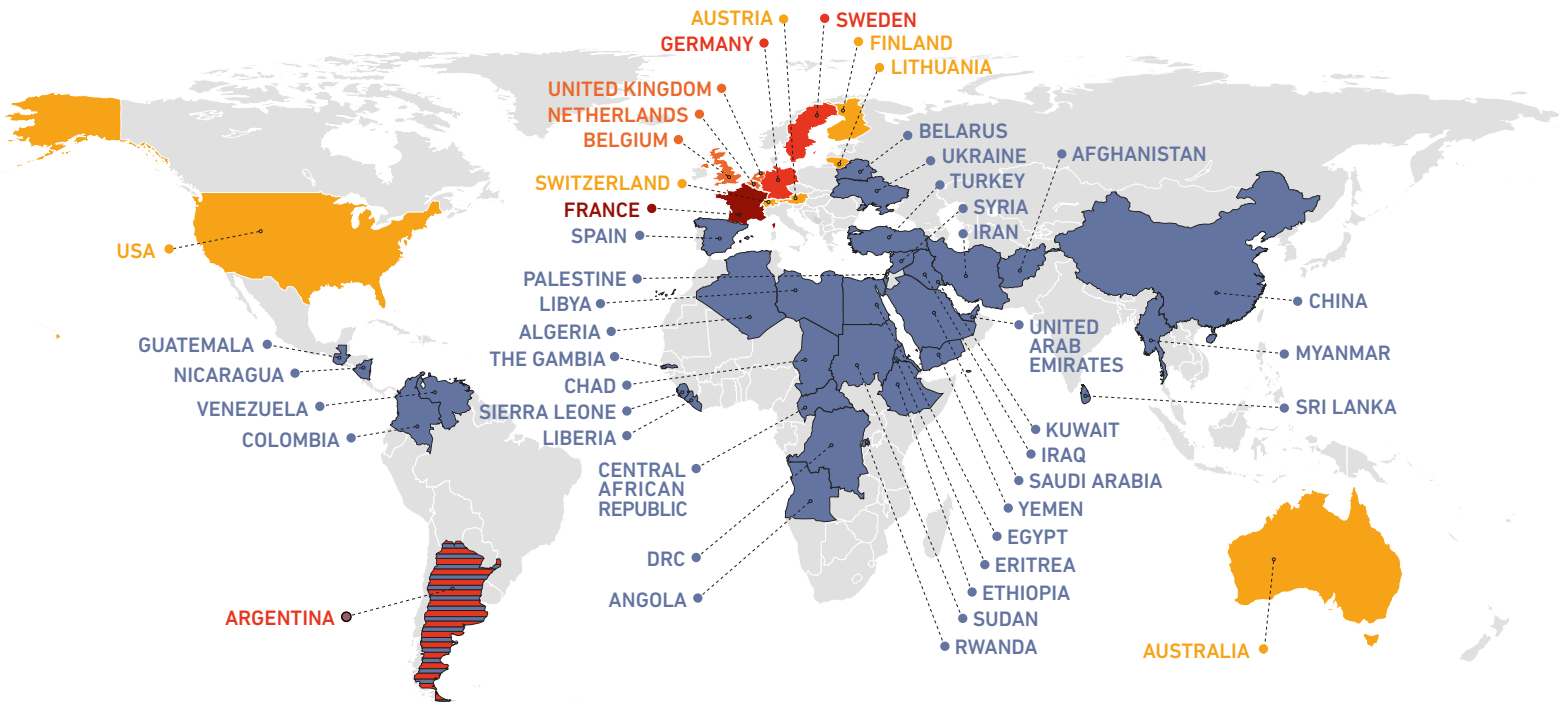 AUSTRIA
SWEDEN
GERMANY
FINLAND
LITHUANIA
UNITED KINGDOM
NETHERLANDS
BELGIUM
SWITZERLAND
FRANCE
SPAIN
BELARUS
UKRAINE
AFGHANISTAN
TURKEY
SYRIA
IRAN
USA
PALESTINE
LIBYA
ALGERIA
THE GAMBIA
CHAD
SIERRA LEONE
LIBERIA
CENTRAL
AFRICAN
REPUBLIC
DRC
ANGOLA
GUATEMALA
NICARAGUA
VENEZUELA
COLOMBIA
ARGENTINA
CHINA
UNITED
ARAB
EMIRATES
MYANMAR
SRI LANKA
KUWAIT
IRAQ
SAUDI ARABIA
YEMEN
EGYPT
ERITREA
ETHIOPIA
SUDAN
RWANDA
AUSTRALIA